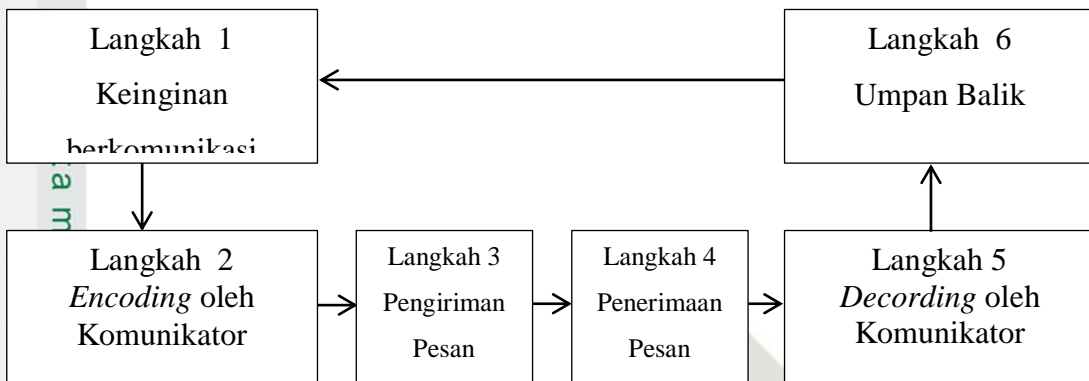 Langkah 1
Keinginan
berkomunikasi
Langkah 2
Encoding oleh
Komunikator
Langkah 3
Pengiriman
Pesan
Langkah 4
Penerimaan
Pesan
Langkah 5
Decording oleh
Komunikator
Langkah 6
Umpan Balik
a m